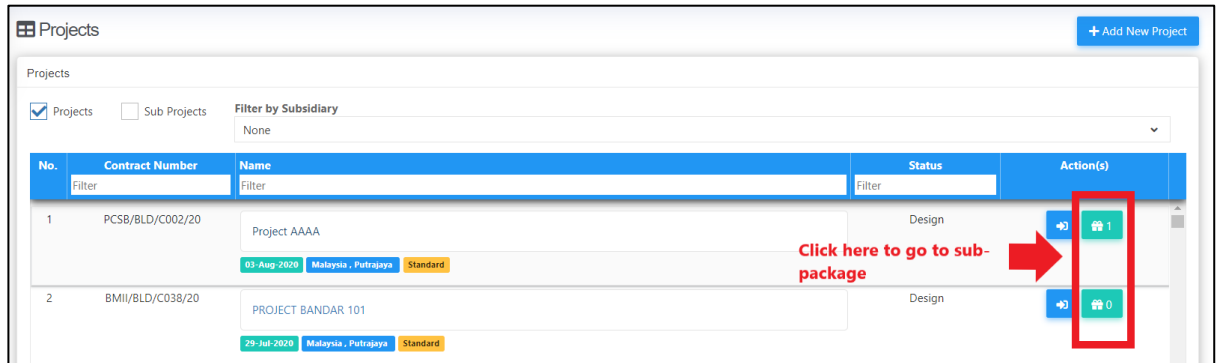 Projects
+ Add New Project
Projects
Projects
Sub Projects
Filter by Subsidiary
None
No.
Contract Number
Name
Status
Action(s)
Filter
Filter
Filter
1
PCSB/BLD/C002/20
Project AAAA
Design
1
03-Aug-2020
Malaysia , Putrajaya
Standard
Click here to go to sub-
package
2
BMII/BLD/C038/20
PROJECT BANDAR 101
Design
0
29-Jul-2020
Malaysia , Putrajaya
Standard